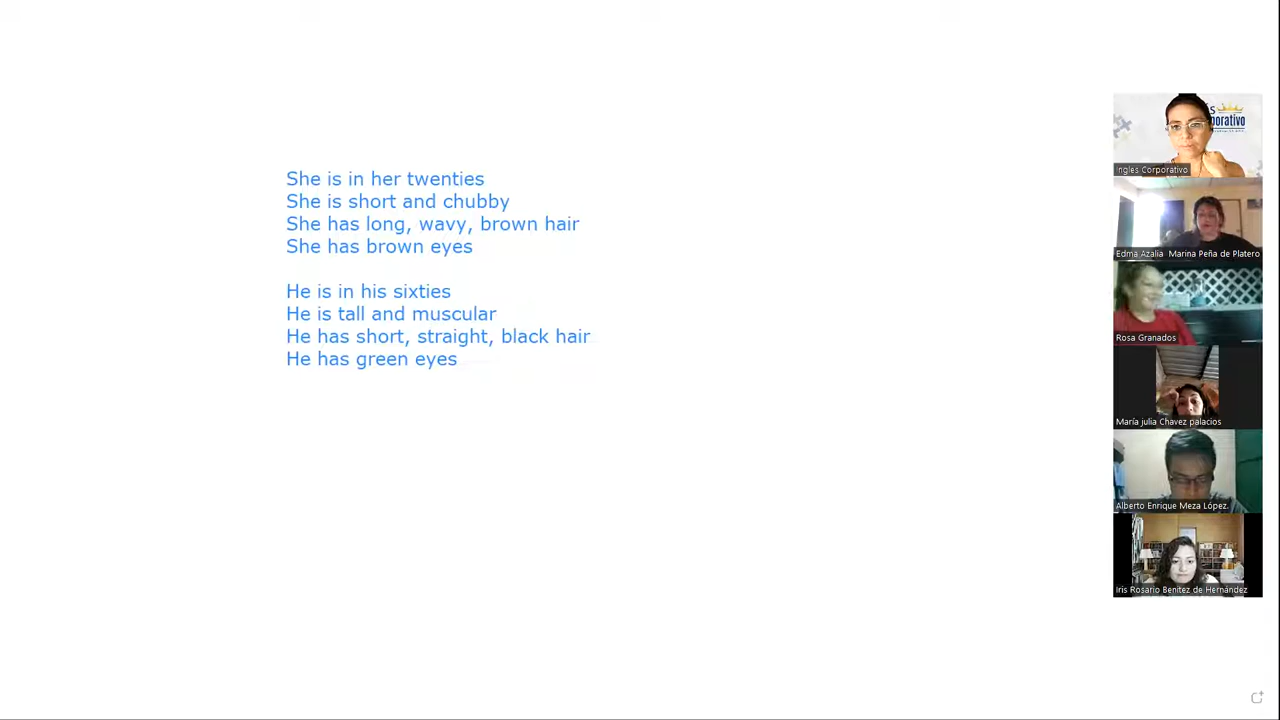 She is in her twenties
She is short and chubby
She has long, wavy, brown hair
She has brown eyes
He is in his sixties
He is tall and muscular
He has short, straight, black hair
He has green eyes
Ingles Corporativo
Edma Azalia Marina Peña de Platero
Rosa Granados
María julia Chavez palacios
Alberto Enrique Meza López.
Iris Rosario Benitez de Hernández